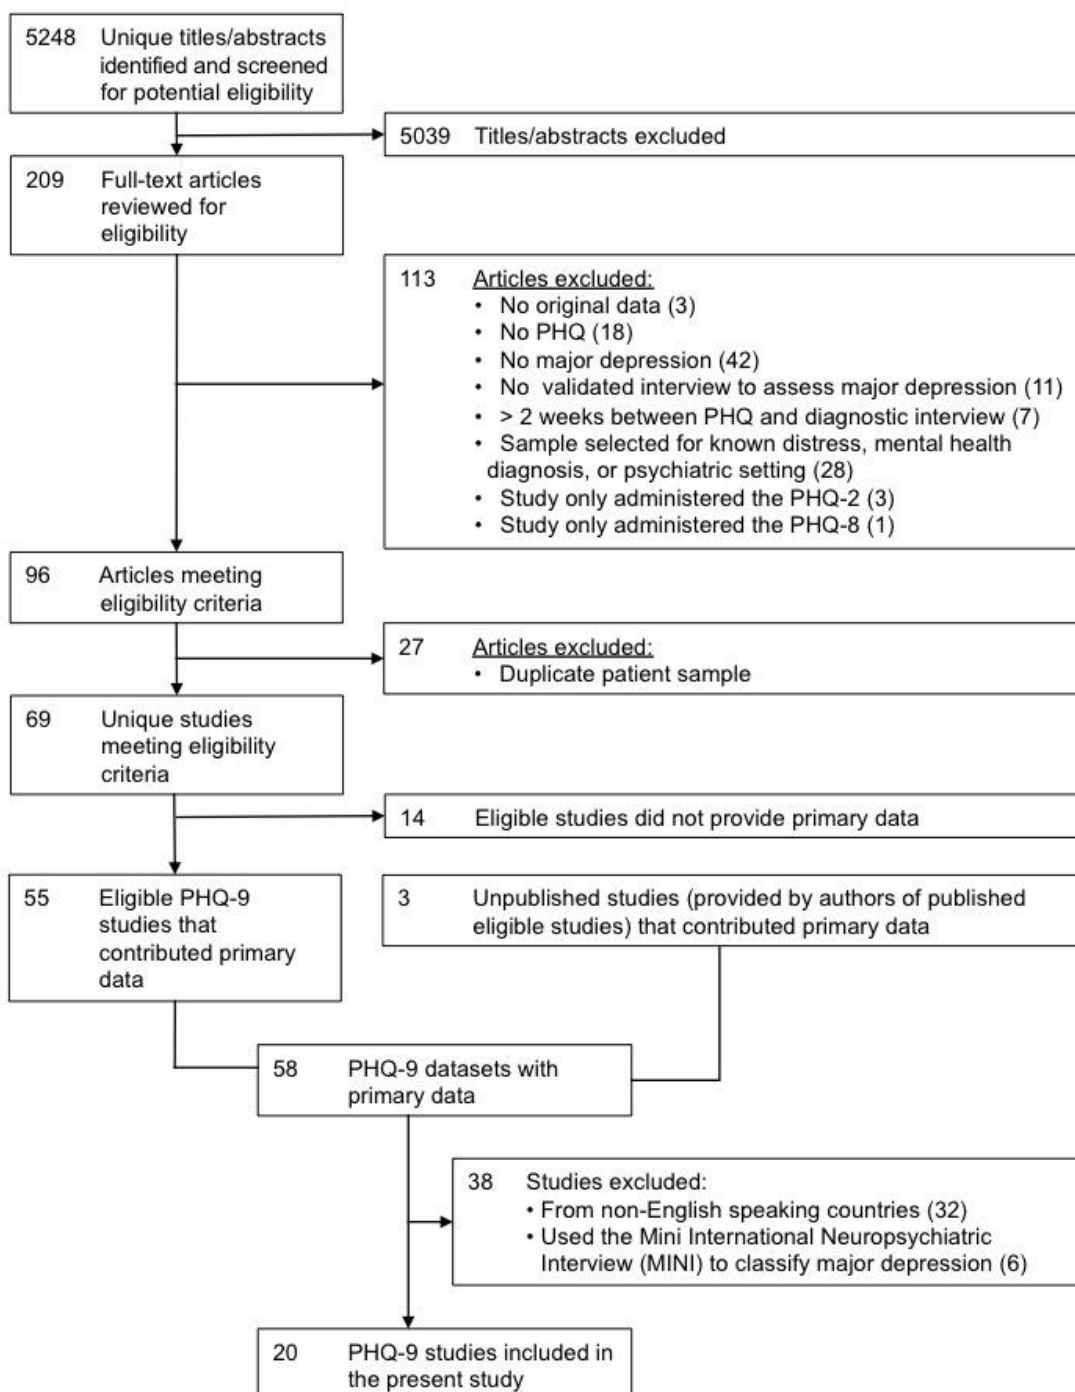 5248 Unique titles/abstracts
identified and screened
for potential eligibility
5039 Titles/abstracts excluded
209 Full-text articles
reviewed for
eligibility
113 Articles excluded:
• No original data (3)
• No PHQ (18)
• No major depression (42)
• No validated interview to assess major depression (11)
• > 2 weeks between PHQ and diagnostic interview (7)
• Sample selected for known distress, mental health
diagnosis, or psychiatric setting (28)
• Study only administered the PHQ-2 (3)
• Study only administered the PHQ-8 (1)
96 Articles meeting
eligibility criteria
27 Articles excluded:
• Duplicate patient sample
69 Unique studies
meeting eligibility
criteria
14 Eligible studies did not provide primary data
55 Eligible PHQ-9
studies that
contributed primary
data
3 Unpublished studies (provided by authors of published
eligible studies) that contributed primary data
58 PHQ-9 datasets with
primary data
38 Studies excluded:
• From non-English speaking countries (32)
• Used the Mini International Neuropsychiatric
Interview (MINI) to classify major depression (6)
20 PHQ-9 studies included in
the present study